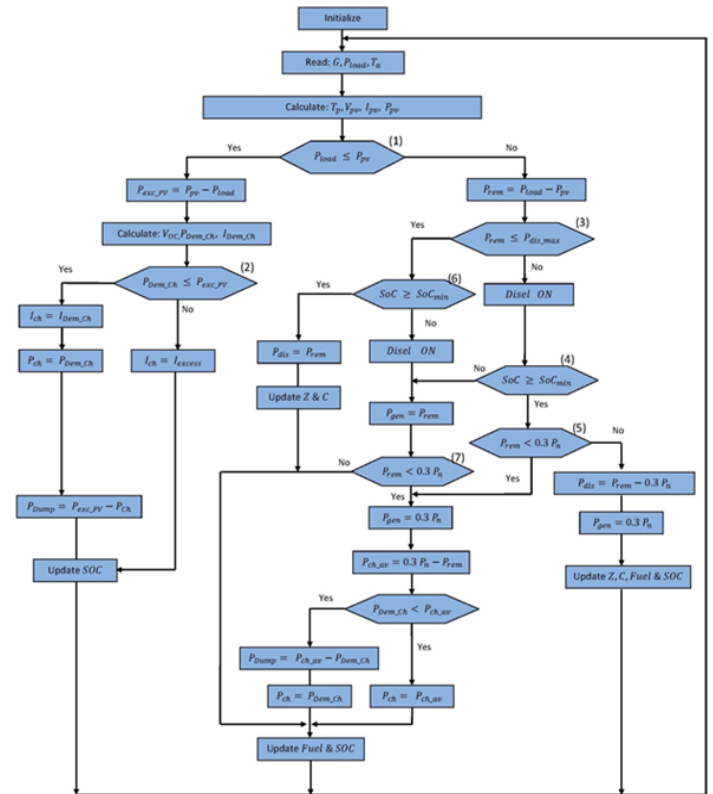 Initialize
Read: G, P_load, T_a
Calculate: T_p, V_pv, I_pv, P_pv
(1)
P_load ≤ P_pv
Yes
No
P_exc_PV = P_pv − P_load
P_rem = P_load − P_pv
Calculate: V_OC, P_Dem_Ch, I_Dem_Ch
(3)
P_rem ≤ P_dis_max
Yes
No
(2)
P_Dem_Ch ≤ P_exc_PV
Yes
No
(6)
SoC ≥ SoC_min
Yes
No
Disel ON
I_ch = I_Dem_Ch
P_ch = P_Dem_Ch
I_ch = I_excess
P_dis = P_rem
Disel ON
(4)
SoC ≥ SoC_min
No
Yes
Update Z & C
P_gen = P_rem
(5)
P_rem < 0.3 P_n
No
Yes
(7)
P_rem < 0.3 P_n
No
Yes
P_dis = P_rem − 0.3 P_n
P_Dump = P_exc_PV − P_Ch
P_gen = 0.3 P_n
P_gen = 0.3 P_n
Update SOC
P_ch_av = 0.3 P_n − P_rem
Update Z, C, Fuel & SOC
P_Dem_Ch < P_ch_av
Yes
Yes
P_Dump = P_ch_av − P_Dem_Ch
P_ch = P_Dem_Ch
P_ch = P_ch_av
Update Fuel & SOC